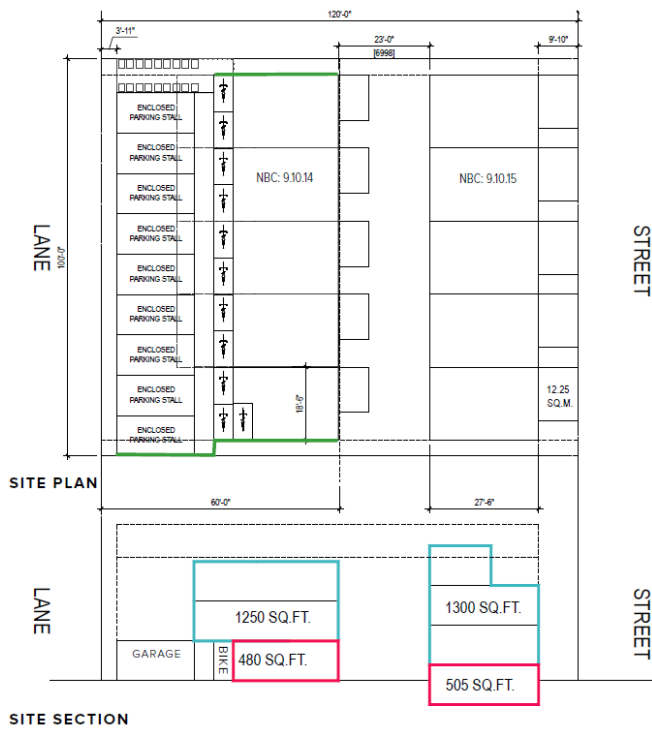 120'-0"
3'-11"
23'-0"
[6998]
9'-10"
ENCLOSED
PARKING STALL
ENCLOSED
PARKING STALL
NBC: 9.10.14
NBC: 9.10.15
ENCLOSED
PARKING STALL
ENCLOSED
PARKING STALL
LANE
100'-0"
STREET
ENCLOSED
PARKING STALL
ENCLOSED
PARKING STALL
ENCLOSED
PARKING STALL
ENCLOSED
PARKING STALL
18'-6"
12.25
SQ.M.
ENCLOSED
PARKING STALL
SITE PLAN
60'-0"
27'-6"
LANE
1250 SQ.FT.
1300 SQ.FT.
STREET
GARAGE
BIKE
480 SQ.FT.
505 SQ.FT.
SITE SECTION